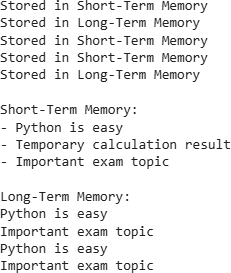 Stored in Short-Term Memory
Stored in Long-Term Memory
Stored in Short-Term Memory
Stored in Short-Term Memory
Stored in Long-Term Memory

Short-Term Memory:
- Python is easy
- Temporary calculation result
- Important exam topic

Long-Term Memory:
Python is easy
Important exam topic
Python is easy
Important exam topic